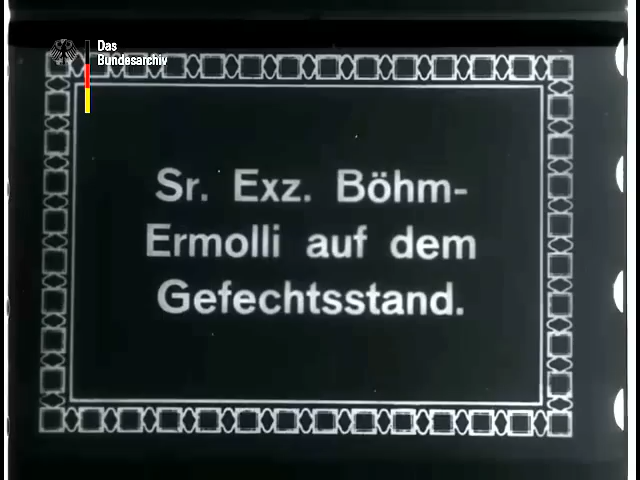 Das
Bundesarchiv
Sr. Exz. Böhm-
Ermolli auf dem
Gefechtsstand.